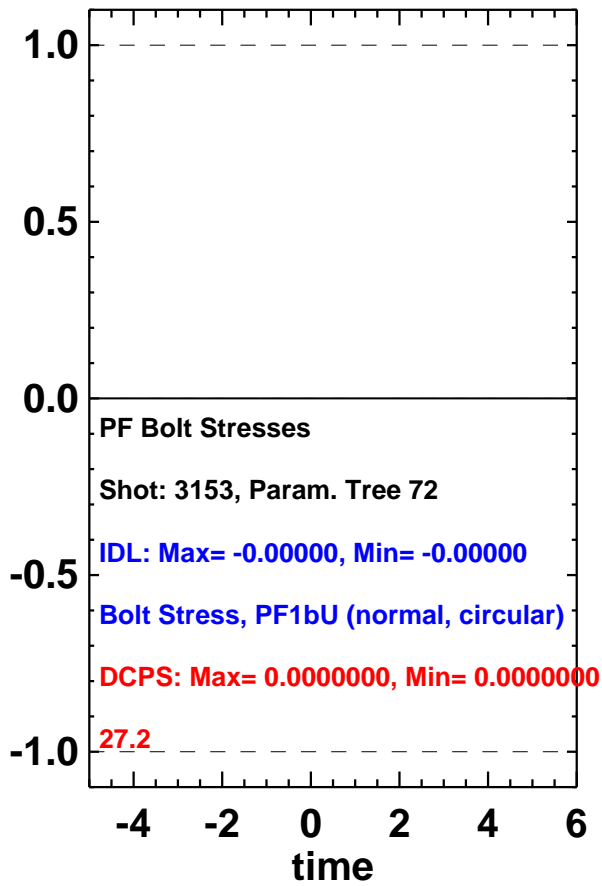 1.0
0.5
0.0
PF Bolt Stresses
Shot: 3153, Param. Tree 72
IDL: Max= -0.00000, Min= -0.00000
-0.5
Bolt Stress, PF1bU (normal, circular)
DCPS: Max= 0.0000000, Min= 0.0000000
27.2
-1.0
-4 -2 0 2 4 6
time